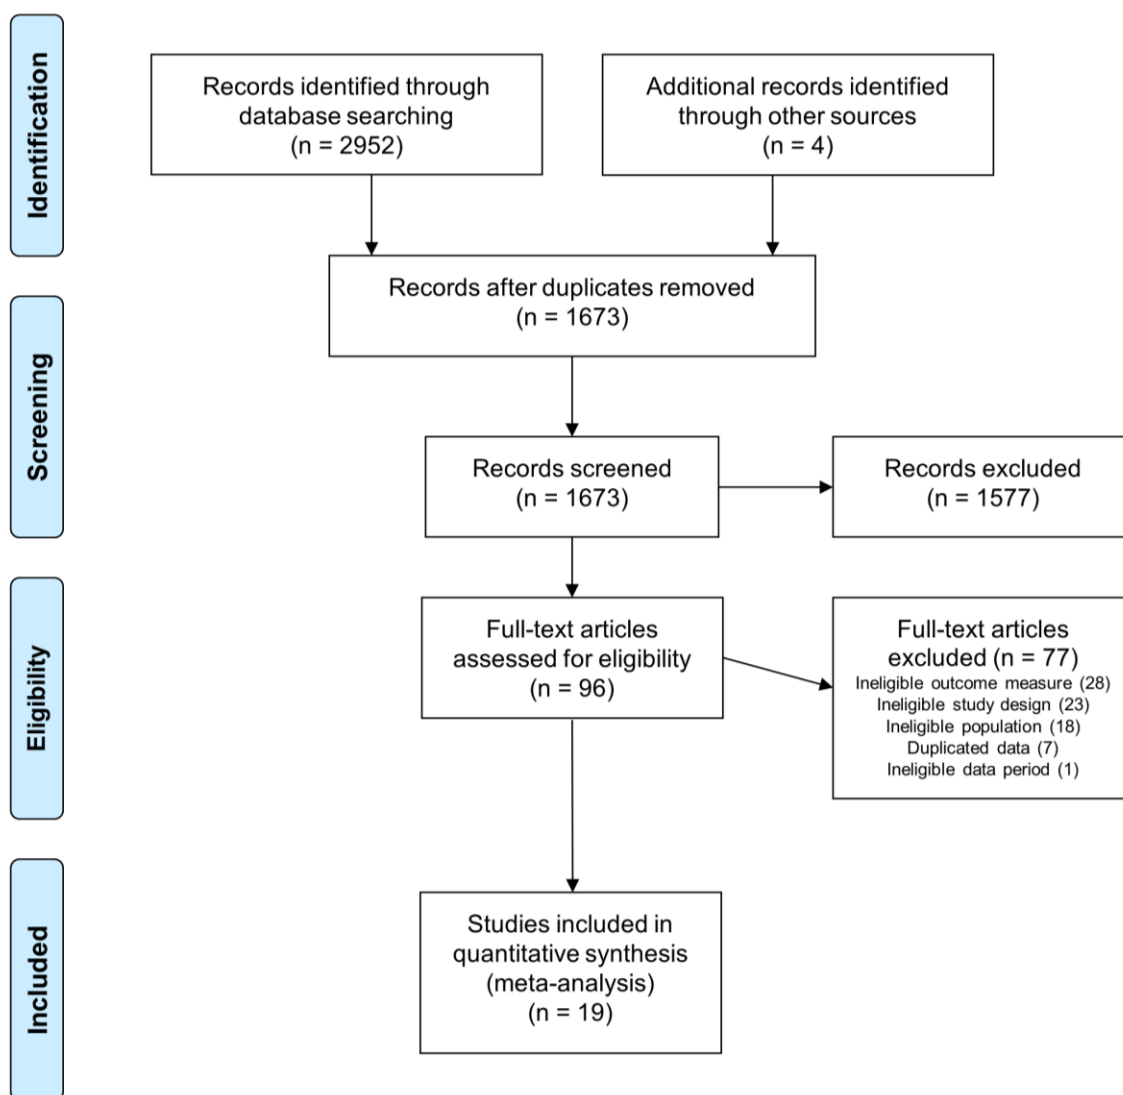 Identification
Records identified through
database searching
(n = 2952)
Additional records identified
through other sources
(n = 4)
Records after duplicates removed
(n = 1673)
Screening
Records screened
(n = 1673)
Records excluded
(n = 1577)
Eligibility
Full-text articles
assessed for eligibility
(n = 96)
Full-text articles
excluded (n = 77)
Ineligible outcome measure (28)
Ineligible study design (23)
Ineligible population (18)
Duplicated data (7)
Ineligible data period (1)
Included
Studies included in
quantitative synthesis
(meta-analysis)
(n = 19)